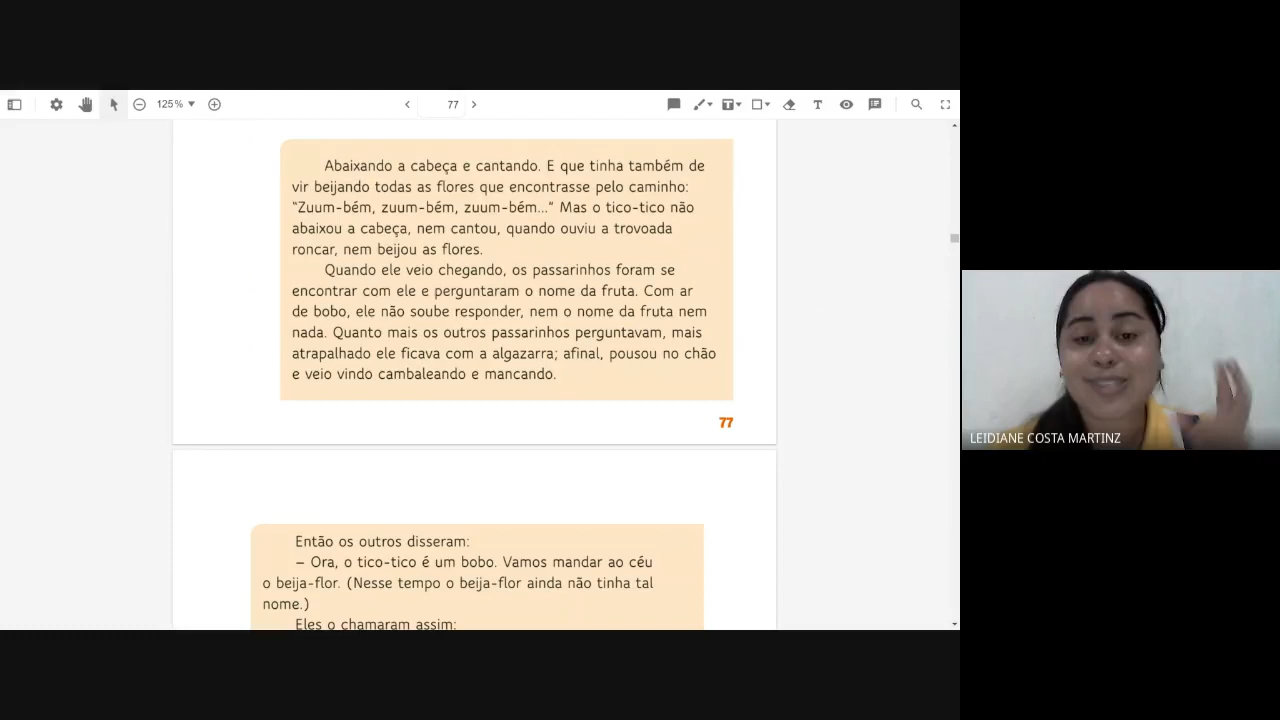 125%
77
Abaixando a cabeça e cantando. E que tinha também de
vir beijando todas as flores que encontrasse pelo caminho:
“Zuum-bém, zuum-bém, zuum-bém...” Mas o tico-tico não
abaixou a cabeça, nem cantou, quando ouviu a trovoada
roncar, nem beijou as flores.
Quando ele veio chegando, os passarinhos foram se
encontrar com ele e perguntaram o nome da fruta. Com ar
de bobo, ele não soube responder, nem o nome da fruta nem
nada. Quanto mais os outros passarinhos perguntavam, mais
atrapalhado ele ficava com a algazarra; afinal, pousou no chão
e veio vindo cambaleando e mancando.
77
Então os outros disseram:
– Ora, o tico-tico é um bobo. Vamos mandar ao céu
o beija-flor. (Nesse tempo o beija-flor ainda não tinha tal
nome.)
Eles o chamaram assim:
LEIDIANE COSTA MARTINZ